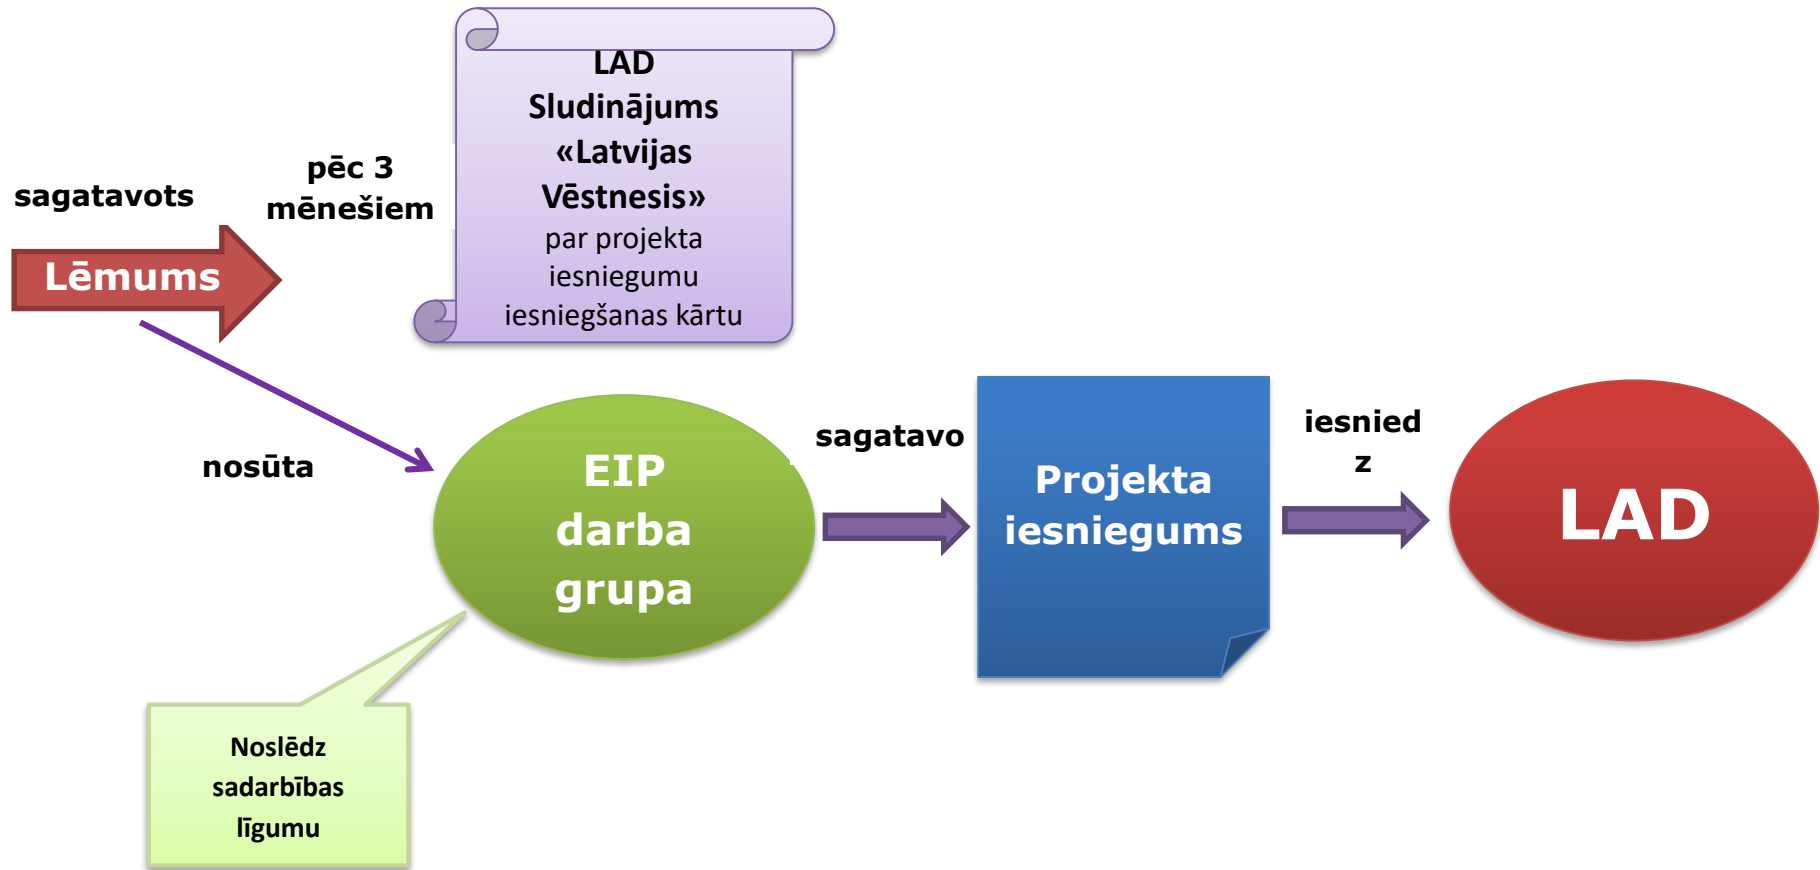 LAD
Sludinājums
«Latvijas
Vēstnesis»
par projekta
iesniegumu
iesniegšanas kārtu
pēc 3
mēnešiem
sagatavots
Lēmums
nosūta
EIP
darba
grupa
sagatavo
Projekta
iesniegums
iesnied
z
LAD
Noslēdz
sadarbības
līgumu